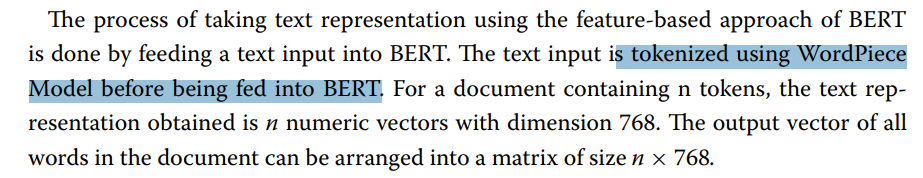 The process of taking text representation using the feature-based approach of BERT
is done by feeding a text input into BERT. The text input is tokenized using WordPiece
Model before being fed into BERT. For a document containing n tokens, the text rep-
resentation obtained is n numeric vectors with dimension 768. The output vector of all
words in the document can be arranged into a matrix of size n × 768.